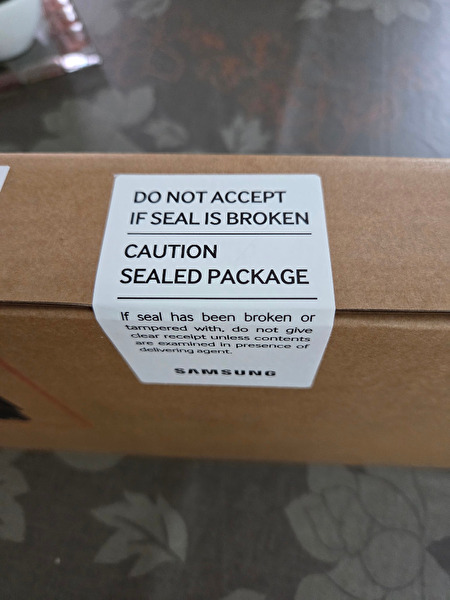 DO NOT ACCEPT
IF SEAL IS BROKEN
CAUTION
SEALED PACKAGE
If seal has been broken or
tampered with, do not give
clear receipt unless contents
are examined in presence of
delivering agent.
SAMSUNG